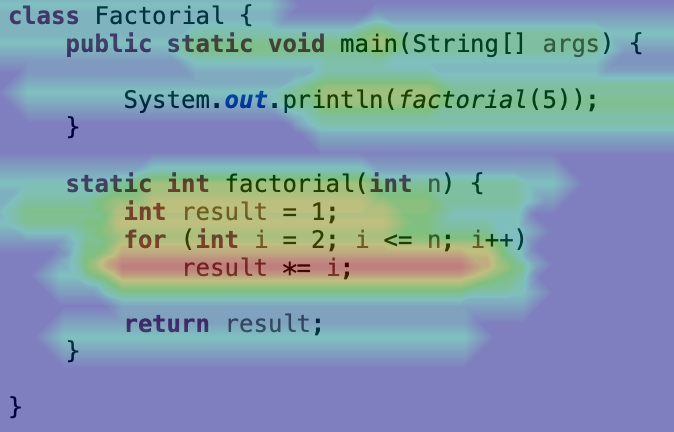 class Factorial {
    public static void main(String[] args) {
        System.out.println(factorial(5));
    }
    static int factorial(int n) {
        int result = 1;
        for (int i = 2; i <= n; i++)
            result *= i;
        return result;
    }
}